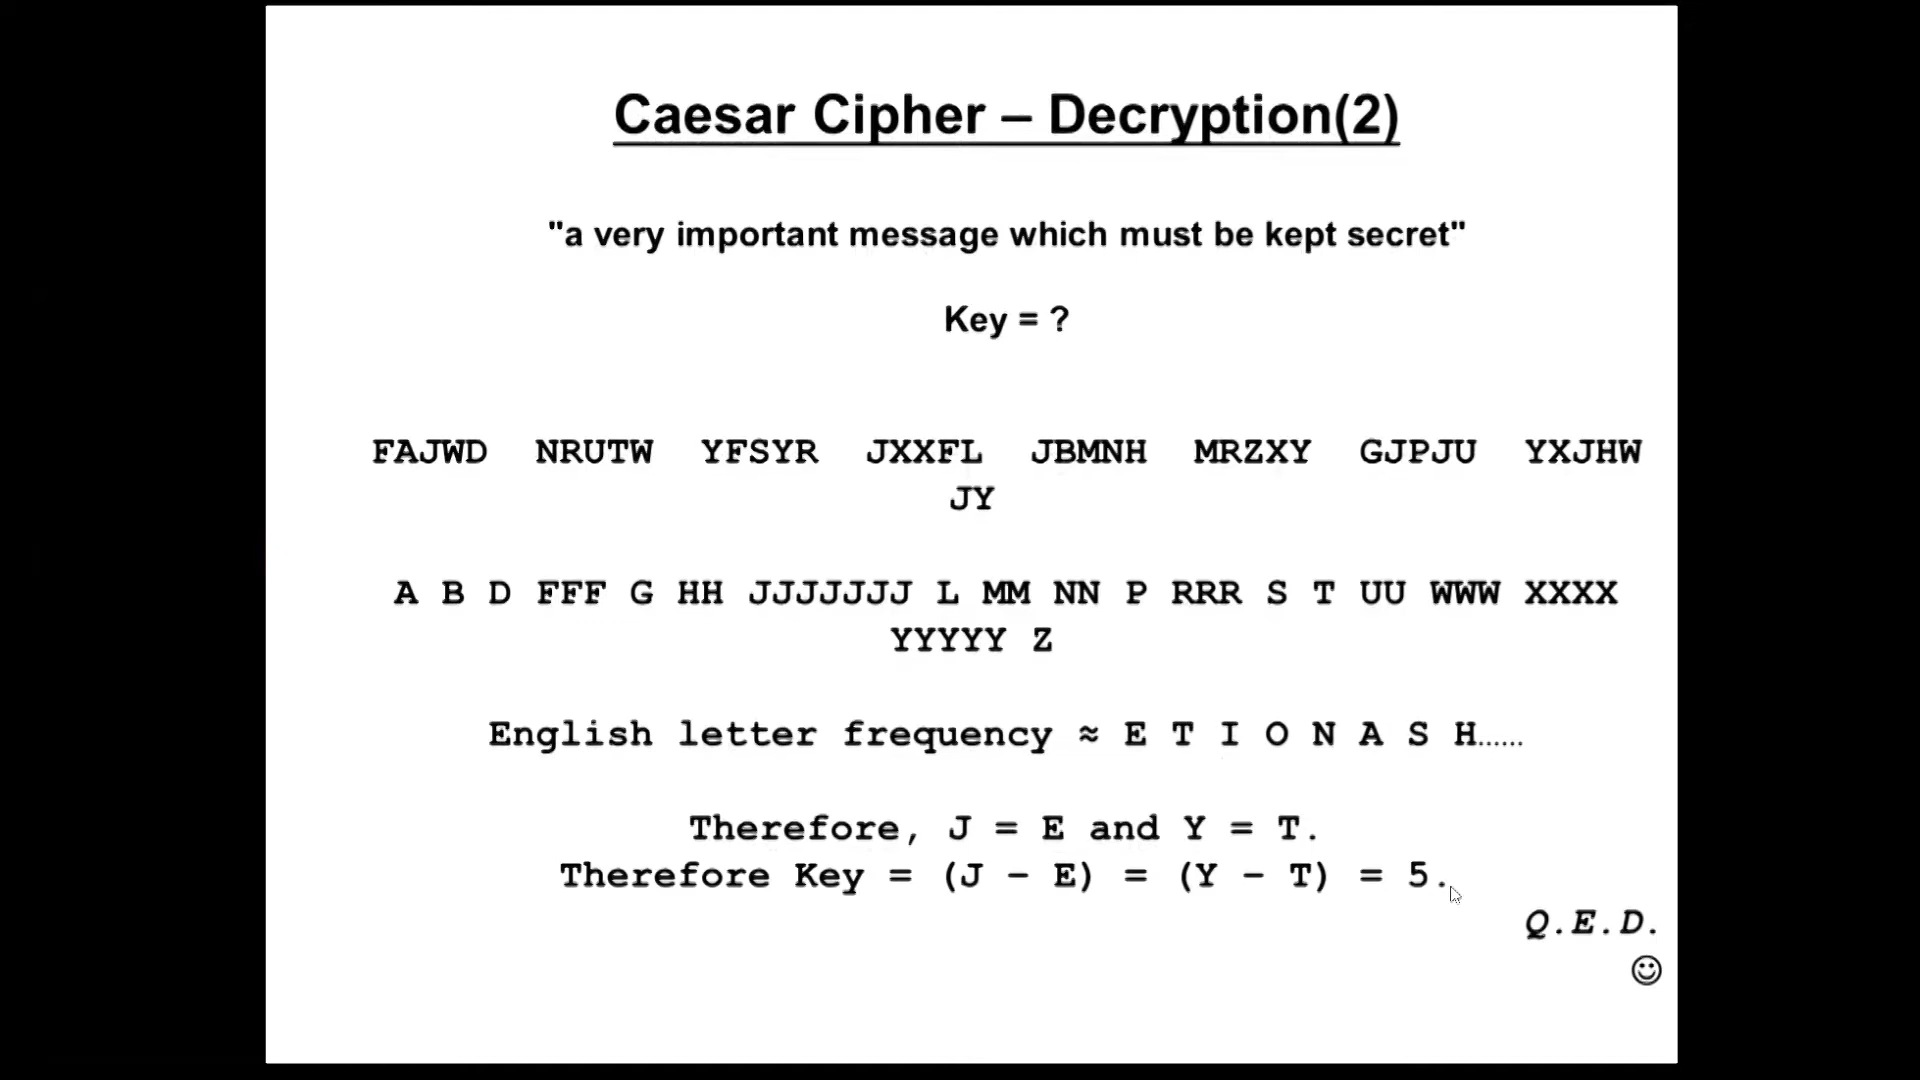 Caesar Cipher – Decryption(2)
"a very important message which must be kept secret"
Key = ?
FAJWD NRUTW YFSYR JXXFL JBMNH MRZXY GJPJU YXJHW
JY
A B D FFF G HH JJJJJJJ L MM NN P RRR S T UU WWW XXXX
YYYYY Z
English letter frequency ≈ E T I O N A S H......
Therefore, J = E and Y = T.
Therefore Key = (J – E) = (Y – T) = 5.
Q.E.D.
☺